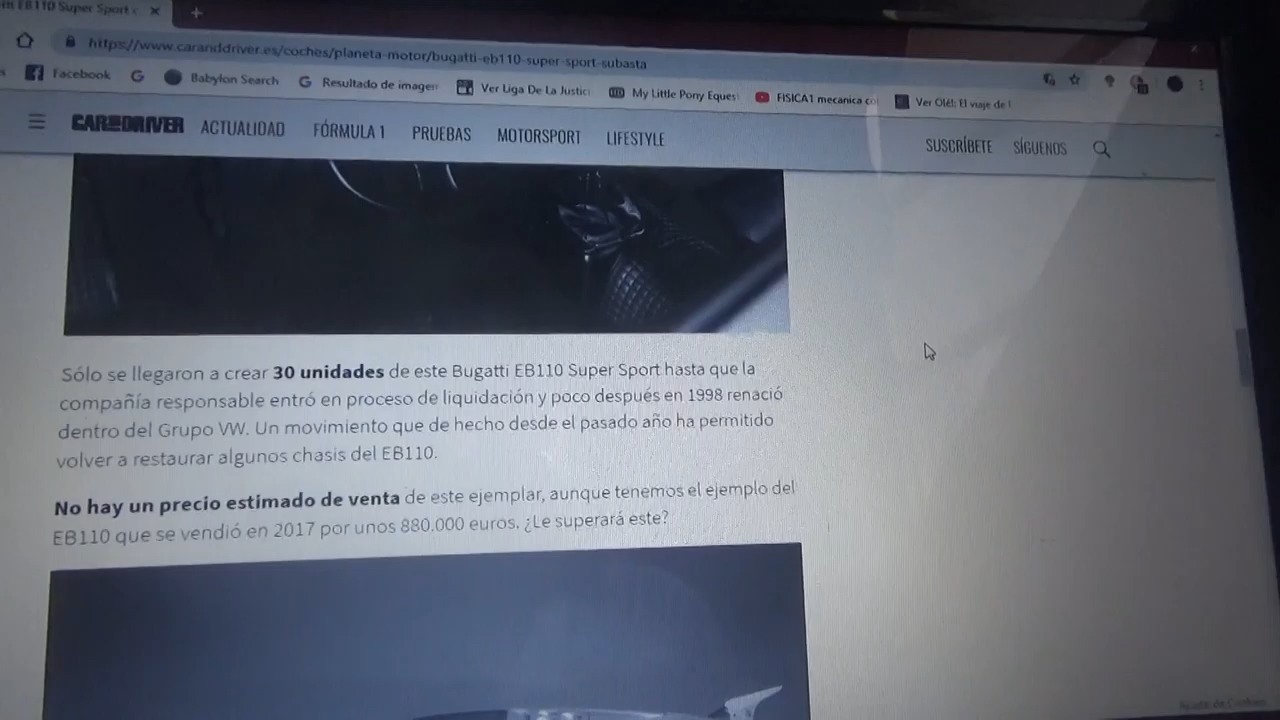 EB110 Super Sport
https://www.caranddriver.es/coches/planeta-motor/bugatti-eb110-super-sport-subasta
Facebook
Babylon Search
Resultado de imagen
Ver Liga De La Justici
My Little Pony Eques
FISICA1 mecanica co
Ver Olé!: El viaje de
CAR AND DRIVER
ACTUALIDAD
FÓRMULA 1
PRUEBAS
MOTORSPORT
LIFESTYLE
SUSCRÍBETE
SÍGUENOS
Sólo se llegaron a crear 30 unidades de este Bugatti EB110 Super Sport hasta que la
compañía responsable entró en proceso de liquidación y poco después en 1998 renació
dentro del Grupo VW. Un movimiento que de hecho desde el pasado año ha permitido
volver a restaurar algunos chasis del EB110.
No hay un precio estimado de venta de este ejemplar, aunque tenemos el ejemplo del
EB110 que se vendió en 2017 por unos 880.000 euros. ¿Le superará este?